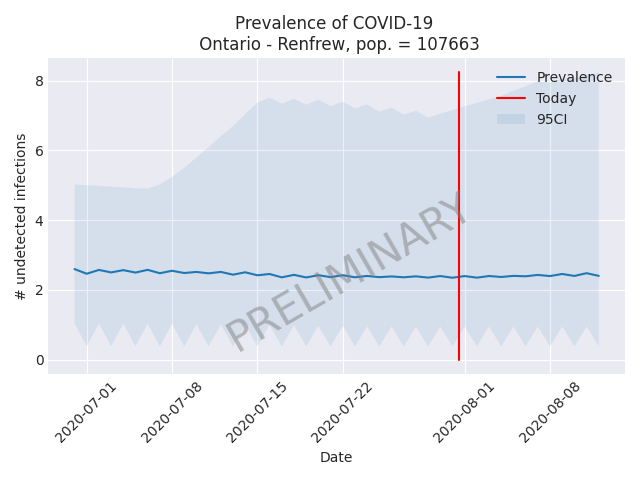 Prevalence of COVID-19
Ontario - Renfrew, pop. = 107663
Prevalence
Today
95CI
8
6
4
2
0
# undetected infections
PRELIMINARY
2020-07-01
2020-07-08
2020-07-15
2020-07-22
2020-08-01
2020-08-08
Date